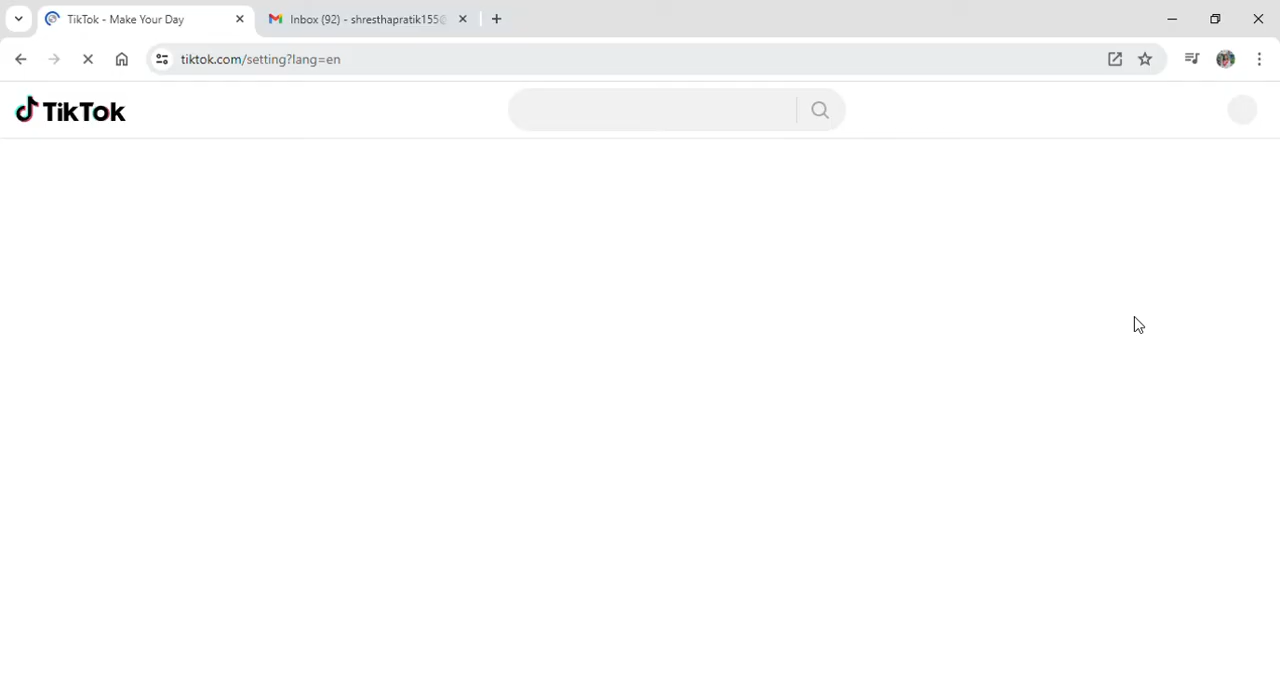 TikTok - Make Your Day
Inbox (92) - shresthapratik155@
tiktok.com/setting?lang=en
TikTok